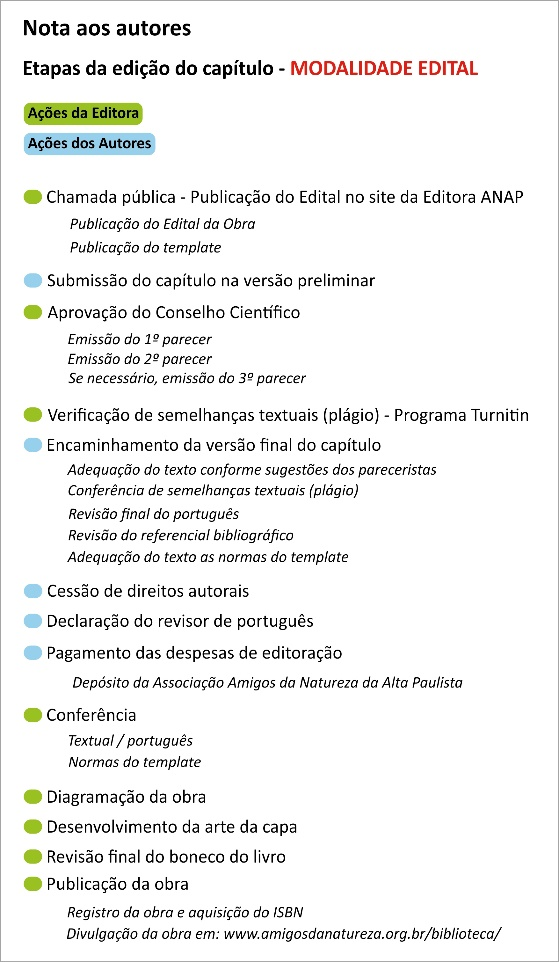 Nota aos autores
Etapas da edição do capítulo - MODALIDADE EDITAL
Ações da Editora
Ações dos Autores
Chamada pública - Publicação do Edital no site da Editora ANAP
Publicação do Edital da Obra
Publicação do template
Submissão do capítulo na versão preliminar
Aprovação do Conselho Científico
Emissão do 1º parecer
Emissão do 2º parecer
Se necessário, emissão do 3º parecer
Verificação de semelhanças textuais (plágio) - Programa Turnitin
Encaminhamento da versão final do capítulo
Adequação do texto conforme sugestões dos pareceristas
Conferência de semelhanças textuais (plágio)
Revisão final do português
Revisão do referencial bibliográfico
Adequação do texto as normas do template
Cessão de direitos autorais
Declaração do revisor de português
Pagamento das despesas de editoração
Depósito da Associação Amigos da Natureza da Alta Paulista
Conferência
Textual / português
Normas do template
Diagramação da obra
Desenvolvimento da arte da capa
Revisão final do boneco do livro
Publicação da obra
Registro da obra e aquisição do ISBN
Divulgação da obra em: www.amigosdanatureza.org.br/biblioteca/